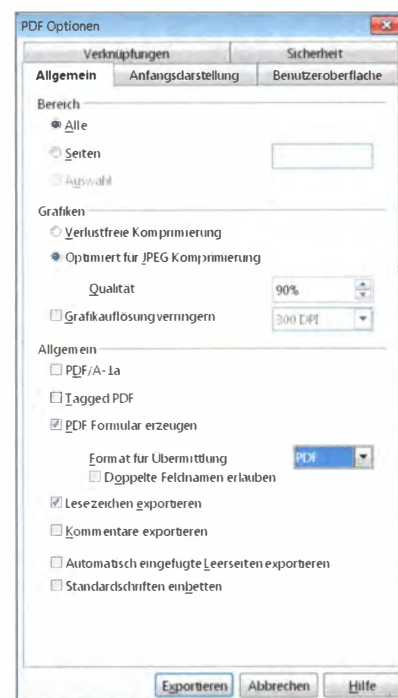 PDF Optionen
Verknüpfungen Sicherheit
Allgemein Anfangsdarstellung Benutzeroberfläche
Bereich
Alle
Seiten
Auswahl
Grafiken
Verlustfreie Komprimierung
Optimiert für JPEG Komprimierung
Qualität 90%
Grafikauflösung verringern 300 DPI
Allgemein
PDF/A-1a
Tagged PDF
PDF Formular erzeugen
Format für Übermittlung PDF
Doppelte Feldnamen erlauben
Lesezeichen exportieren
Kommentare exportieren
Automatisch eingefügte Leerseiten exportieren
Standardschriften einbetten
Exportieren Abbrechen Hilfe